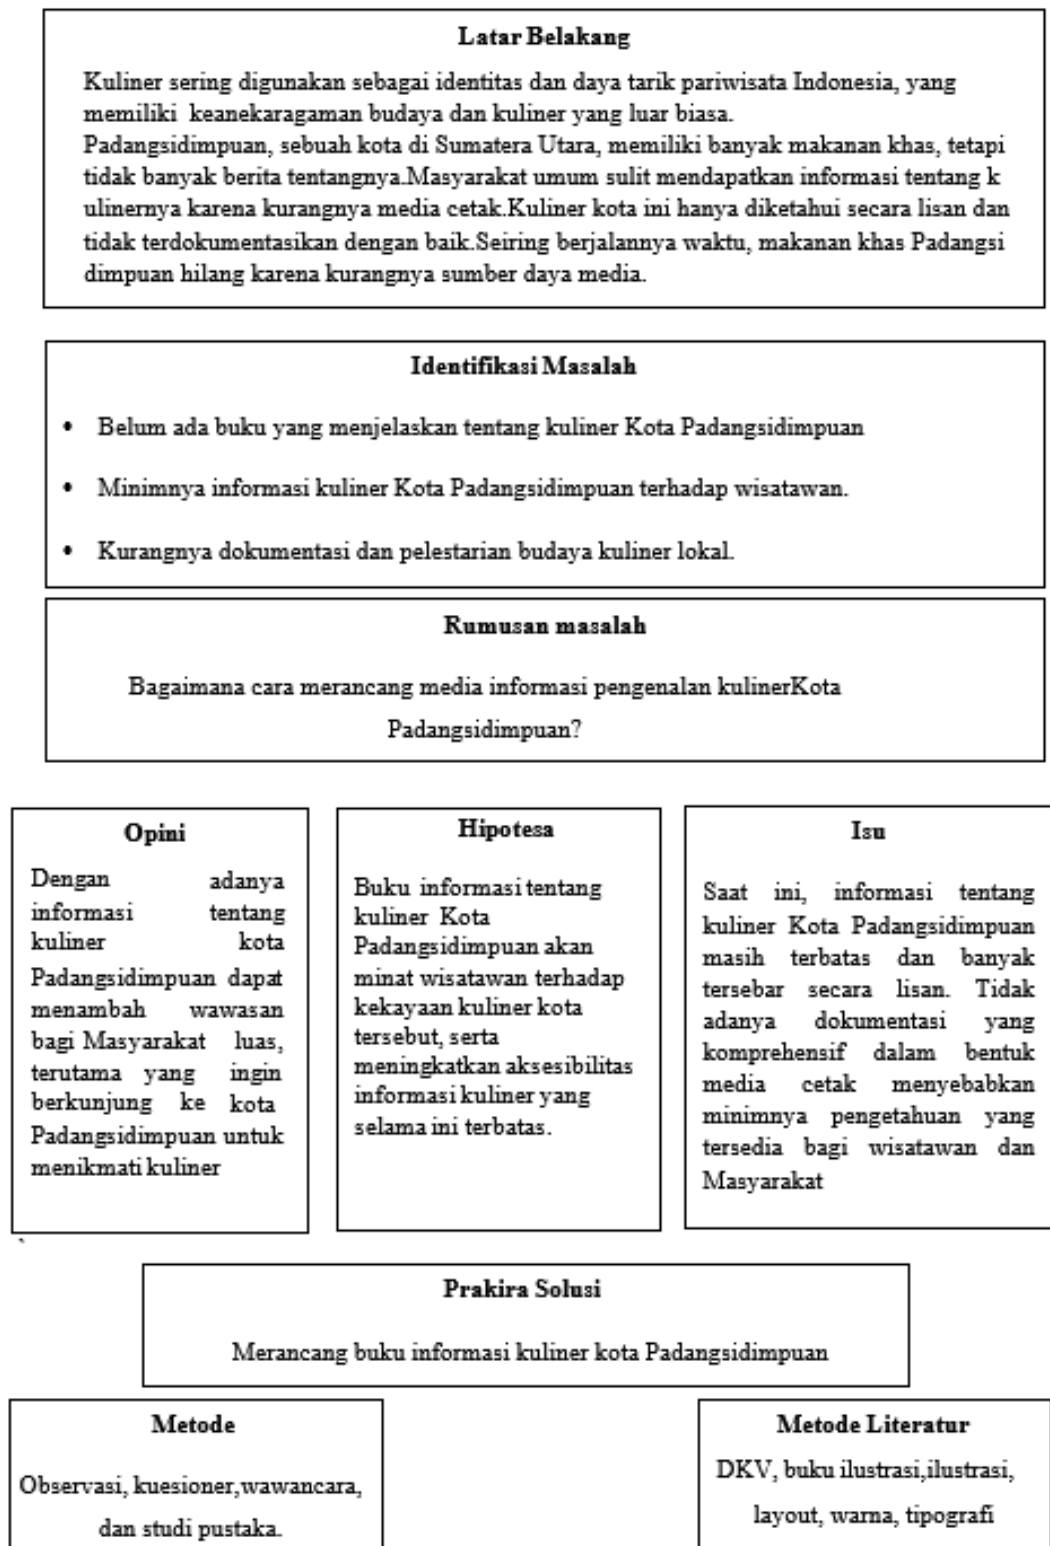 Latar Belakang
Kuliner sering digunakan sebagai identitas dan daya tarik pariwisata Indonesia, yang
memiliki keanekaragaman budaya dan kuliner yang luar biasa.
Padangsidimpuan, sebuah kota di Sumatera Utara, memiliki banyak makanan khas, tetapi
tidak banyak berita tentangnya.Masyarakat umum sulit mendapatkan informasi tentang k
ulinernya karena kurangnya media cetak.Kuliner kota ini hanya diketahui secara lisan dan
tidak terdokumentasikan dengan baik.Seiring berjalannya waktu, makanan khas Padangsi
dimpuan hilang karena kurangnya sumber daya media.
Identifikasi Masalah
• Belum ada buku yang menjelaskan tentang kuliner Kota Padangsidimpuan
• Minimnya informasi kuliner Kota Padangsidimpuan terhadap wisatawan.
• Kurangnya dokumentasi dan pelestarian budaya kuliner lokal.
Rumusan masalah
Bagaimana cara merancang media informasi pengenalan kulinerKota
Padangsidimpuan?
Opini
Dengan adanya
informasi tentang
kuliner kota
Padangsidimpuan dapat
menambah wawasan
bagi Masyarakat luas,
terutama yang ingin
berkunjung ke kota
Padangsidimpuan untuk
menikmati kuliner
Hipotesa
Buku informasi tentang
kuliner Kota
Padangsidimpuan akan
minat wisatawan terhadap
kekayaan kuliner kota
tersebut, serta
meningkatkan aksesibilitas
informasi kuliner yang
selama ini terbatas.
Isu
Saat ini, informasi tentang
kuliner Kota Padangsidimpuan
masih terbatas dan banyak
tersebar secara lisan. Tidak
adanya dokumentasi yang
komprehensif dalam bentuk
media cetak menyebabkan
minimnya pengetahuan yang
tersedia bagi wisatawan dan
Masyarakat
`
Prakira Solusi
Merancang buku informasi kuliner kota Padangsidimpuan
Metode
Observasi, kuesioner,wawancara,
dan studi pustaka.
Metode Literatur
DKV, buku ilustrasi,ilustrasi,
layout, warna, tipografi